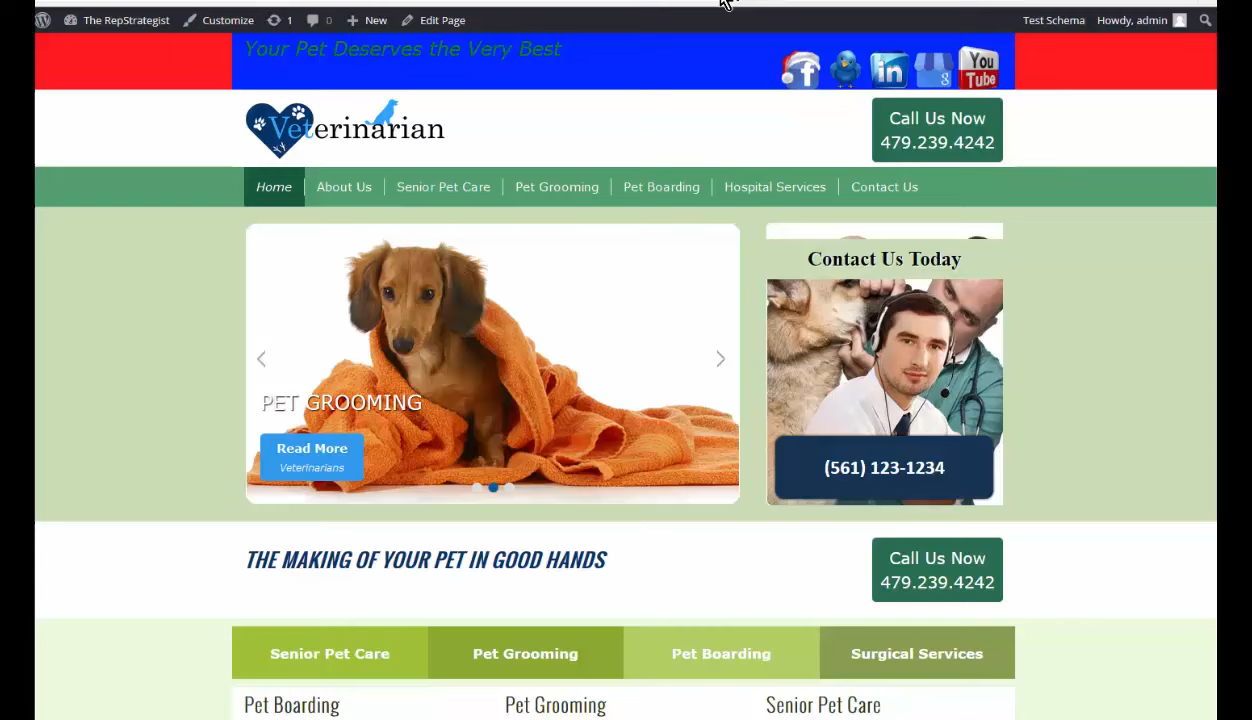 The RepStrategist
Customize
1
0
New
Edit Page
Test Schema
Howdy, admin
Your Pet Deserves the Very Best
f
in
8
You
Tube
Veterinarian
Call Us Now
479.239.4242
Home
About Us
Senior Pet Care
Pet Grooming
Pet Boarding
Hospital Services
Contact Us
PET GROOMING
Read More
Veterinarians
Contact Us Today
(561) 123-1234
THE MAKING OF YOUR PET IN GOOD HANDS
Call Us Now
479.239.4242
Senior Pet Care
Pet Grooming
Pet Boarding
Surgical Services
Pet Boarding
Pet Grooming
Senior Pet Care